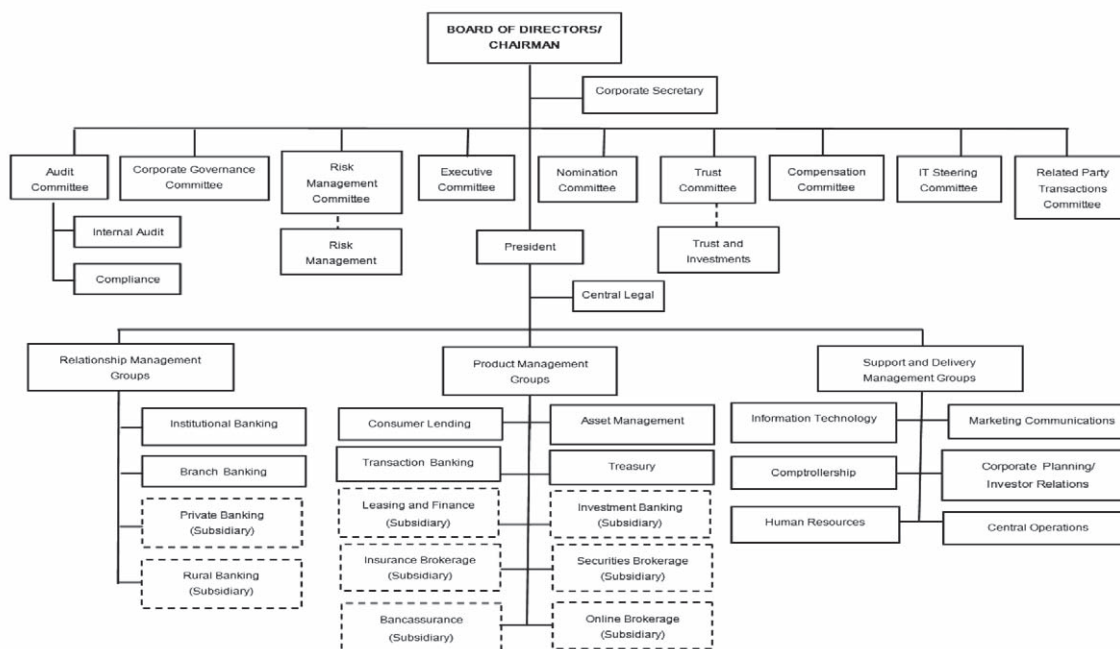 BOARD OF DIRECTORS/
CHAIRMAN
Corporate Secretary
Audit
Committee
Corporate Governance
Committee
Risk
Management
Committee
Executive
Committee
Nomination
Committee
Trust
Committee
Compensation
Committee
IT Steering
Committee
Related Party
Transactions
Committee
Internal Audit
Compliance
Risk
Management
President
Trust and
Investments
Central Legal
Relationship Management
Groups
Product Management
Groups
Support and Delivery
Management Groups
Institutional Banking
Branch Banking
Private Banking
(Subsidiary)
Rural Banking
(Subsidiary)
Consumer Lending
Asset Management
Transaction Banking
Treasury
Leasing and Finance
(Subsidiary)
Investment Banking
(Subsidiary)
Insurance Brokerage
(Subsidiary)
Securities Brokerage
(Subsidiary)
Bancassurance
(Subsidiary)
Online Brokerage
(Subsidiary)
Information Technology
Marketing Communications
Comptrollership
Corporate Planning/
Investor Relations
Human Resources
Central Operations